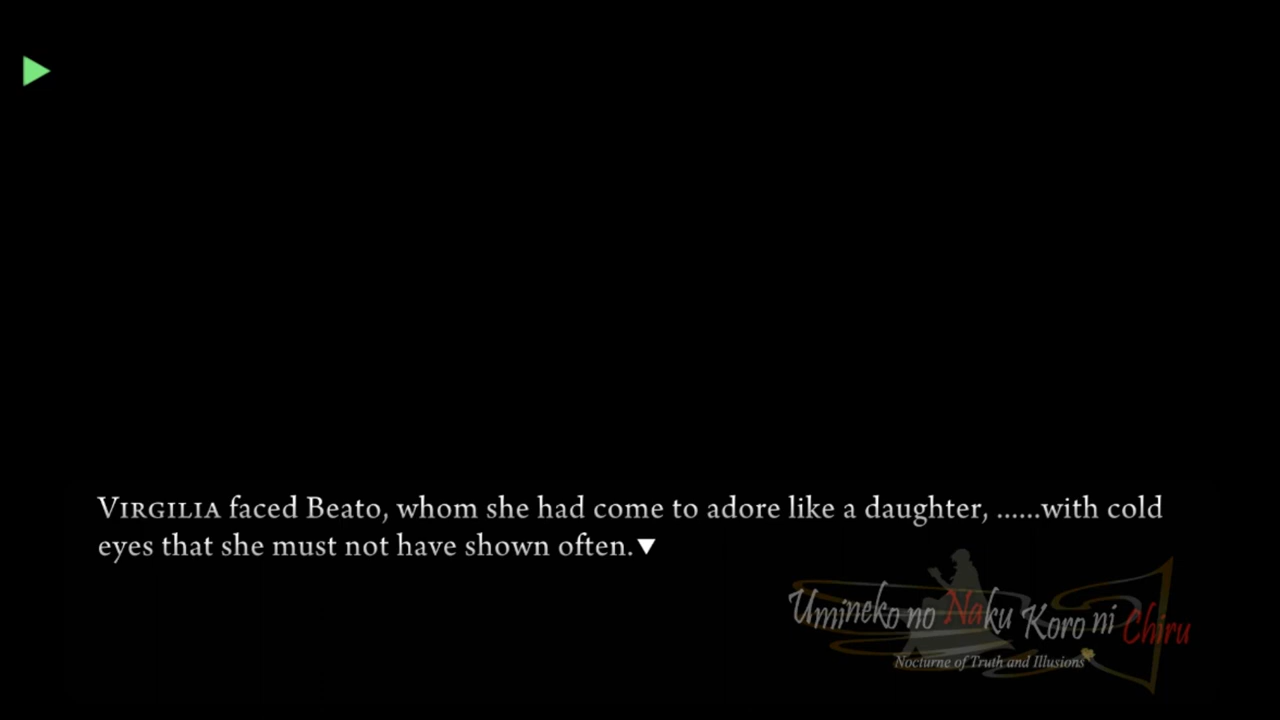 VIRGILIA faced Beato, whom she had come to adore like a daughter, ......with cold
eyes that she must not have shown often.
Umineko no Naku Koro ni Chiru
Nocturne of Truth and Illusions